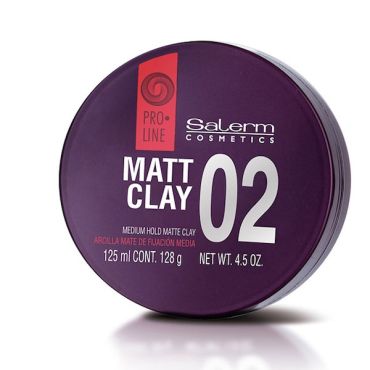 PRO•
LINE
Salerm
COSMETICS
MATT
CLAY
02
MEDIUM HOLD MATTE CLAY
ARCILLA MATE DE FIJACIÓN MEDIA
125 ml CONT. 128 g NET WT. 4.5 OZ.